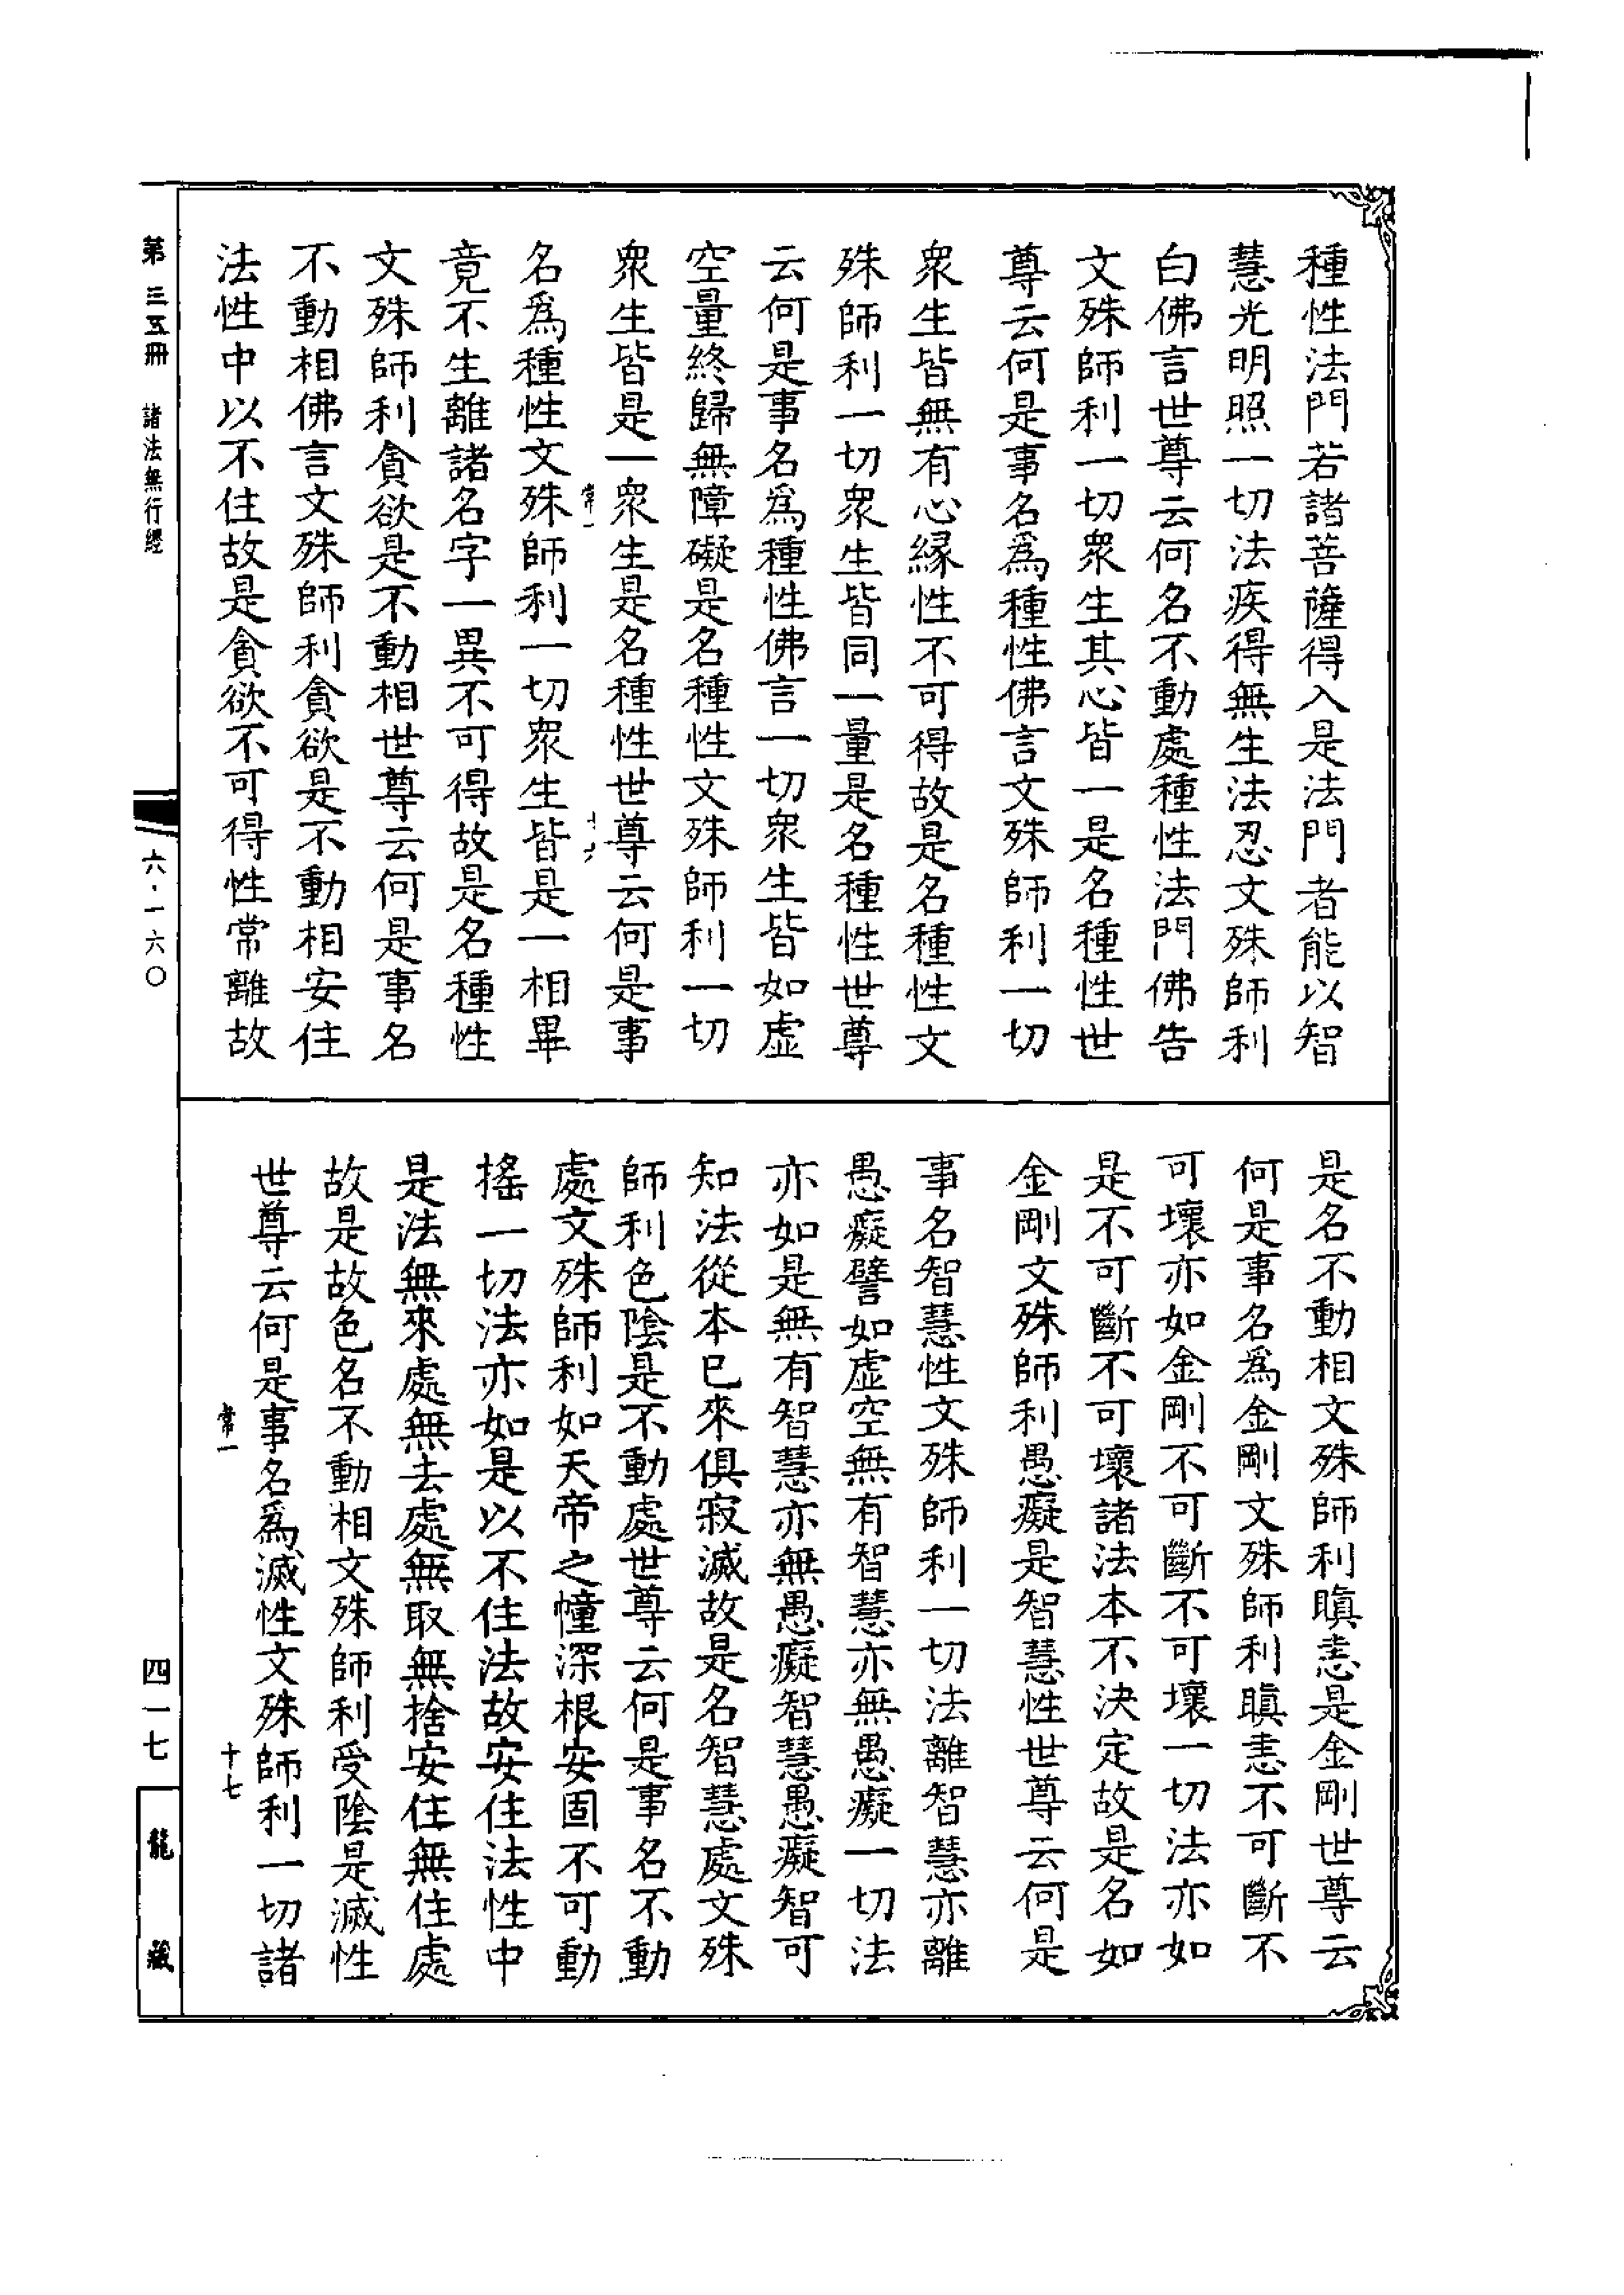 種性法門若諸菩薩得入是法門者能以智
慧光明照一切法疾得無生法忍文殊師利
白佛言世尊云何名不動處種性法門佛告
文殊師利一切衆生其心皆一是名種性世
尊云何是事名爲種性佛言文殊師利一切
衆生皆無有心緣性不可得故是名種性文
殊師利一切衆生皆同一量是名種性世尊
云何是事名爲種性佛言一切衆生皆如虛
空量終歸無障礙是名種性文殊師利一切
衆生皆是一衆生是名種性世尊云何是事
常一
十六
名爲種性文殊師利一切衆生皆是一相畢
竟不生離諸名字一異不可得故是名種性
文殊師利貪欲是不動相世尊云何是事名
不動相佛言文殊師利貪欲是不動相安住
法性中以不住故是貪欲不可得性常離故
是名不動相文殊師利瞋恚是金剛世尊云
何是事名爲金剛文殊師利瞋恚不可斷不
可壞亦如金剛不可斷不可壞一切法亦如
是不可斷不可壞諸法本不決定故是名如
金剛文殊師利愚癡是智慧性世尊云何是
事名智慧性文殊師利一切法離智慧亦離
愚癡譬如虛空無有智慧亦無愚癡一切法
亦如是無有智慧亦無愚癡智慧愚癡智可
知法從本已來俱寂滅故是名智慧處文殊
師利色陰是不動處世尊云何是事名不動
處文殊師利如天帝之幢深根安固不可動
搖一切法亦如是以不住法故安住法性中
是法無來處無去處無取無捨安住無住處
故是故色名不動相文殊師利受陰是滅性
世尊云何是事名爲滅性文殊師利一切諸
常一
十七
第三五冊 諸法無行經
六·一六〇
四一七
龍藏